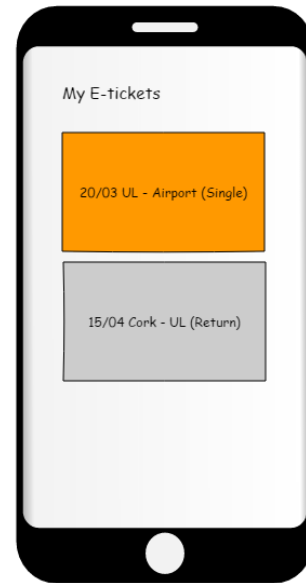 My E-tickets
20/03 UL - Airport (Single)
15/04 Cork - UL (Return)